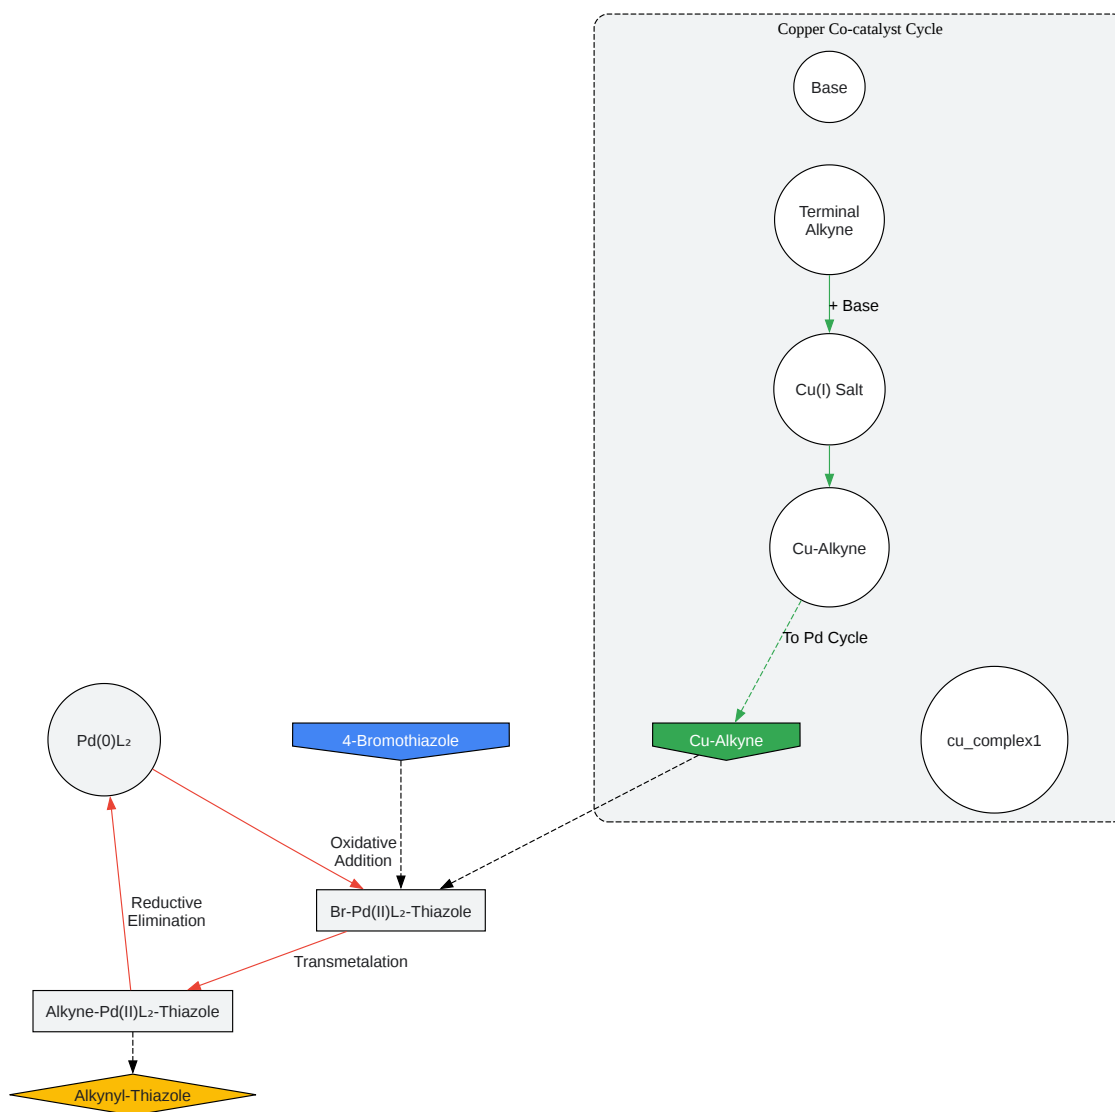 Copper Co-catalyst Cycle
Base
Terminal
Alkyne
+ Base
Cu(I) Salt
Cu-Alkyne
To Pd Cycle
Pd(0)L₂
4-Bromothiazole
Cu-Alkyne
cu_complex1
Oxidative
Addition
Reductive
Elimination
Br-Pd(II)L₂-Thiazole
Transmetalation
Alkyne-Pd(II)L₂-Thiazole
Alkynyl-Thiazole